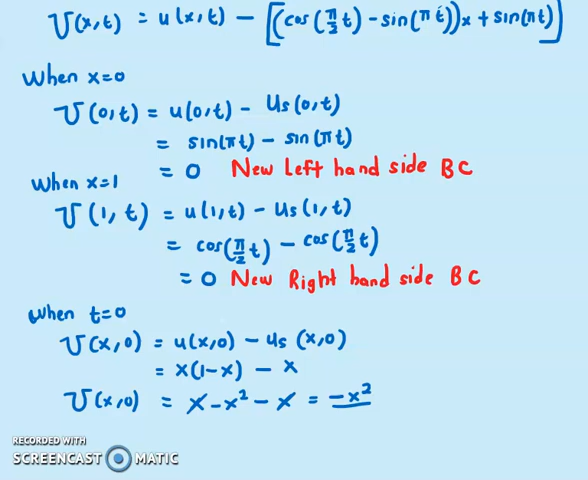 V(x,t) = u(x,t) - [(cos(π/2 t) - sin(πt))x + sin(πt)]
When x=0
V(0,t) = u(0,t) - Us(0,t)
= sin(πt) - sin(πt)
= 0 New Left hand side BC
When x=1
V(1,t) = u(1,t) - Us(1,t)
= cos(π/2 t) - cos(π/2 t)
= 0 New Right hand side BC
When t=0
V(x,0) = u(x,0) - Us(x,0)
= x(1-x) - x
V(x,0) = x - x² - x = -x²
RECORDED WITH
SCREENCAST MATIC